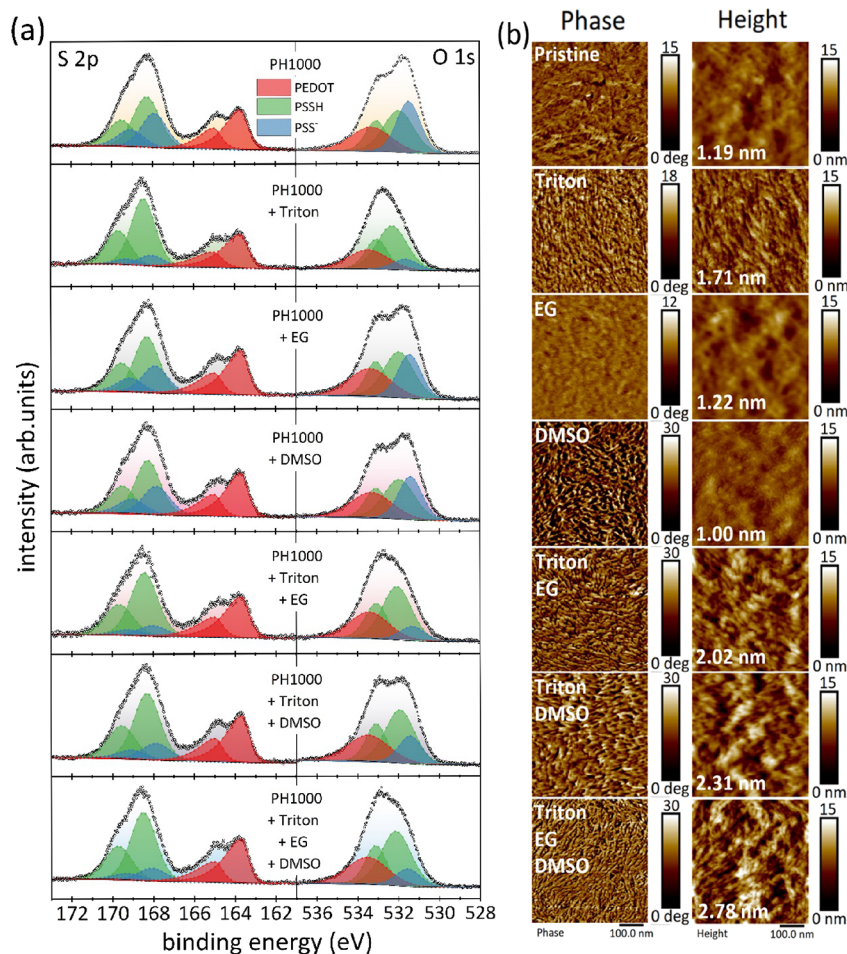 (a)
S 2p
O 1s
PH1000
PEDOT
PSSH
PSS-
PH1000
+ Triton
PH1000
+ EG
PH1000
+ DMSO
PH1000
+ Triton
+ EG
PH1000
+ Triton
+ DMSO
PH1000
+ Triton
+ EG
+ DMSO
intensity (arb.units)
172 170 168 166 164 162 536 534 532 530 528
binding energy (eV)
(b)
Phase Height
Pristine
15
0 deg
1.19 nm
15
0 nm
Triton
18
0 deg
1.71 nm
15
0 nm
EG
12
0 deg
1.22 nm
15
0 nm
DMSO
30
0 deg
1.00 nm
15
0 nm
Triton
EG
30
0 deg
2.02 nm
15
0 nm
Triton
DMSO
30
0 deg
2.31 nm
15
0 nm
Triton
EG
DMSO
30
0 deg
2.78 nm
15
0 nm
Phase 100.0 nm Height 100.0 nm